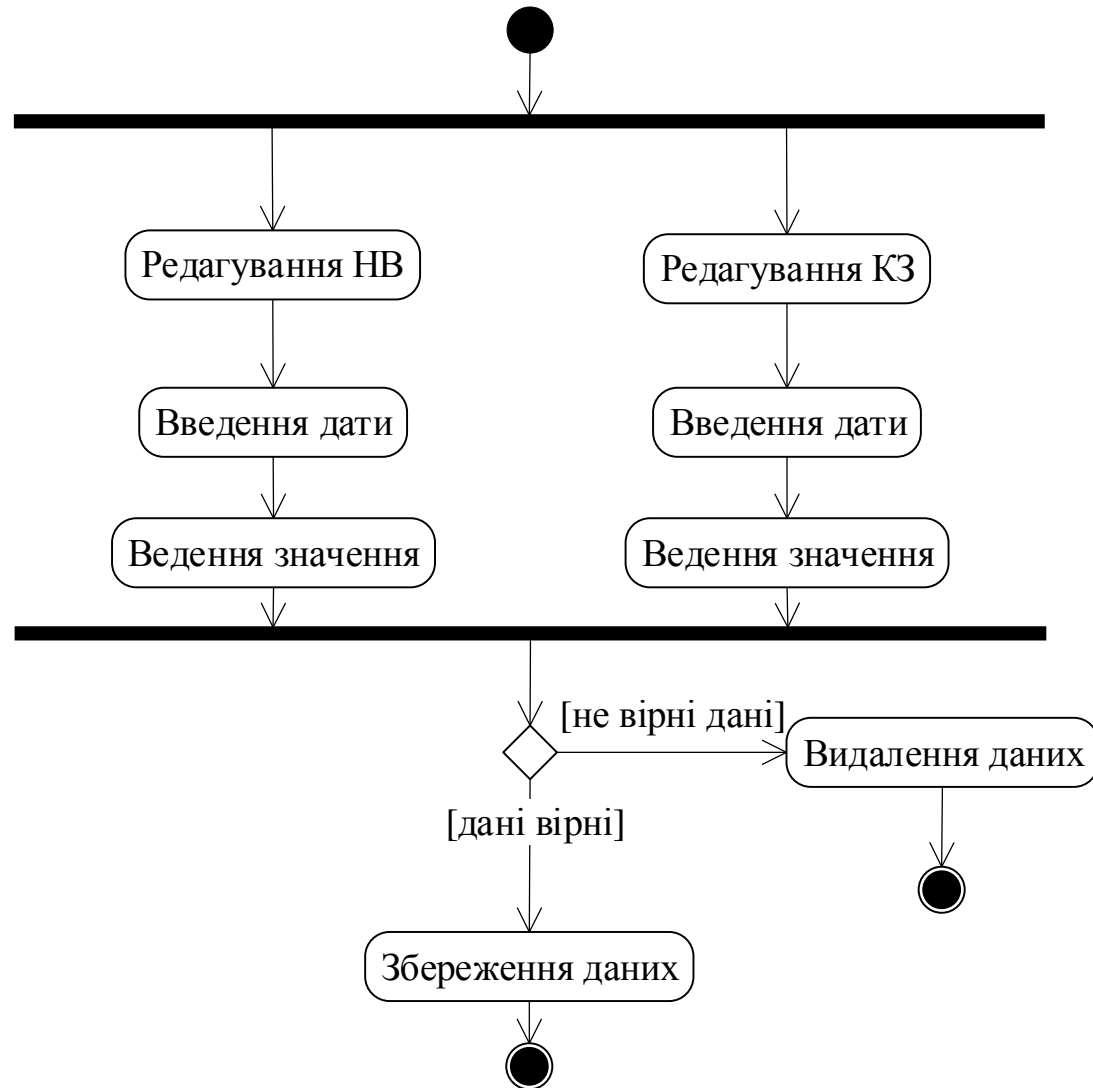 Редагування НВ
Редагування КЗ
Введення дати
Введення дати
Ведення значення
Ведення значення
[не вірні дані]
Видалення даних
[дані вірні]
Збереження даних